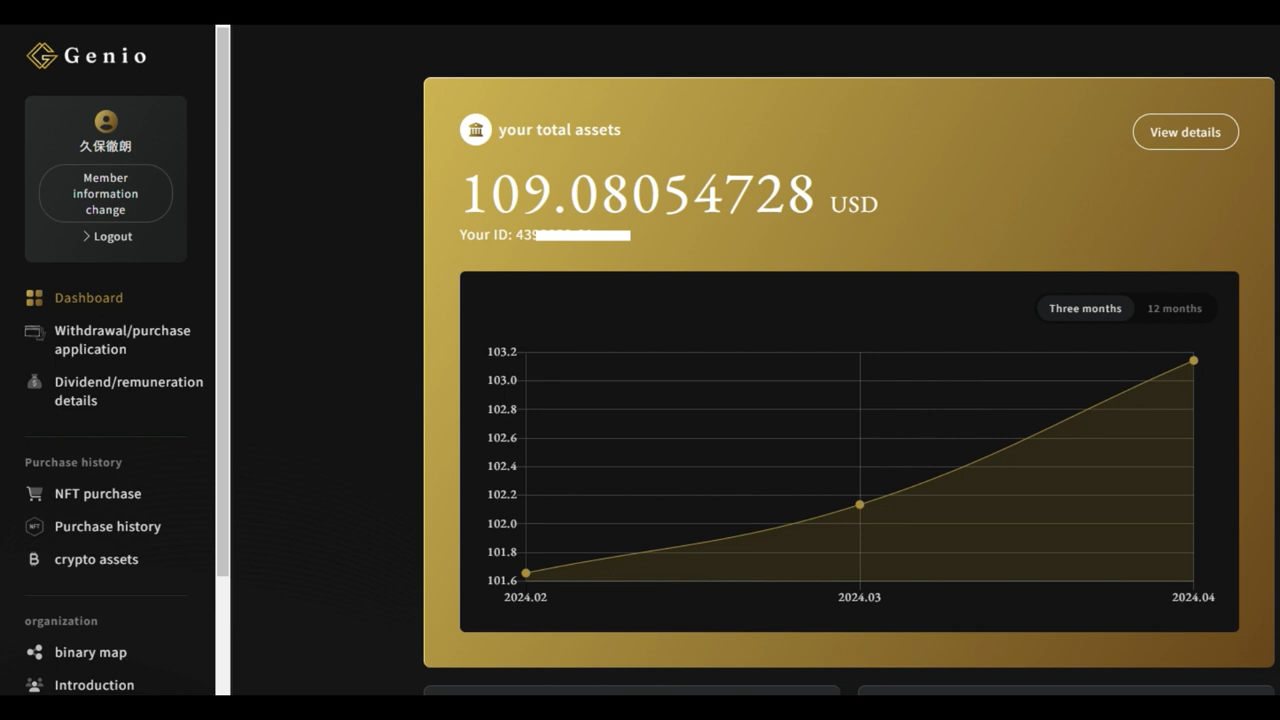 Genio
久保徹朗
Member
information
change
Logout
Dashboard
Withdrawal/purchase
application
Dividend/remuneration
details
Purchase history
NFT purchase
NFT
Purchase history
crypto assets
organization
binary map
Introduction
your total assets
View details
109.08054728 USD
Your ID: 439
Three months
12 months
103.2
103.0
102.8
102.6
102.4
102.2
102.0
101.8
101.6
2024.02
2024.03
2024.04